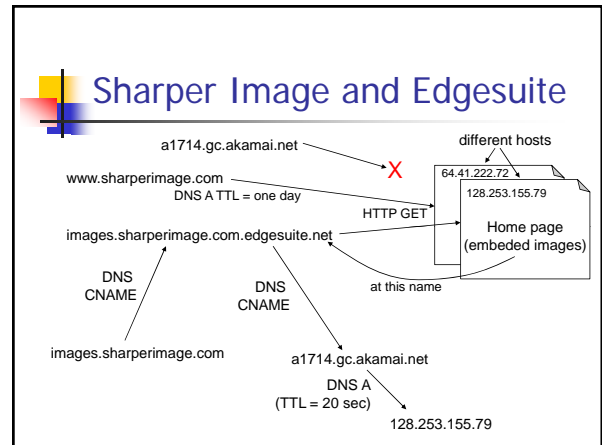 Sharper Image and Edgesuite
a1714.gc.akamai.net
different hosts
X
64.41.222.72
www.sharperimage.com
128.253.155.79
DNS A TTL = one day
HTTP GET
Home page
(embeded images)
images.sharperimage.com.edgesuite.net
DNS
CNAME
DNS
CNAME
at this name
images.sharperimage.com
a1714.gc.akamai.net
DNS A
(TTL = 20 sec)
128.253.155.79